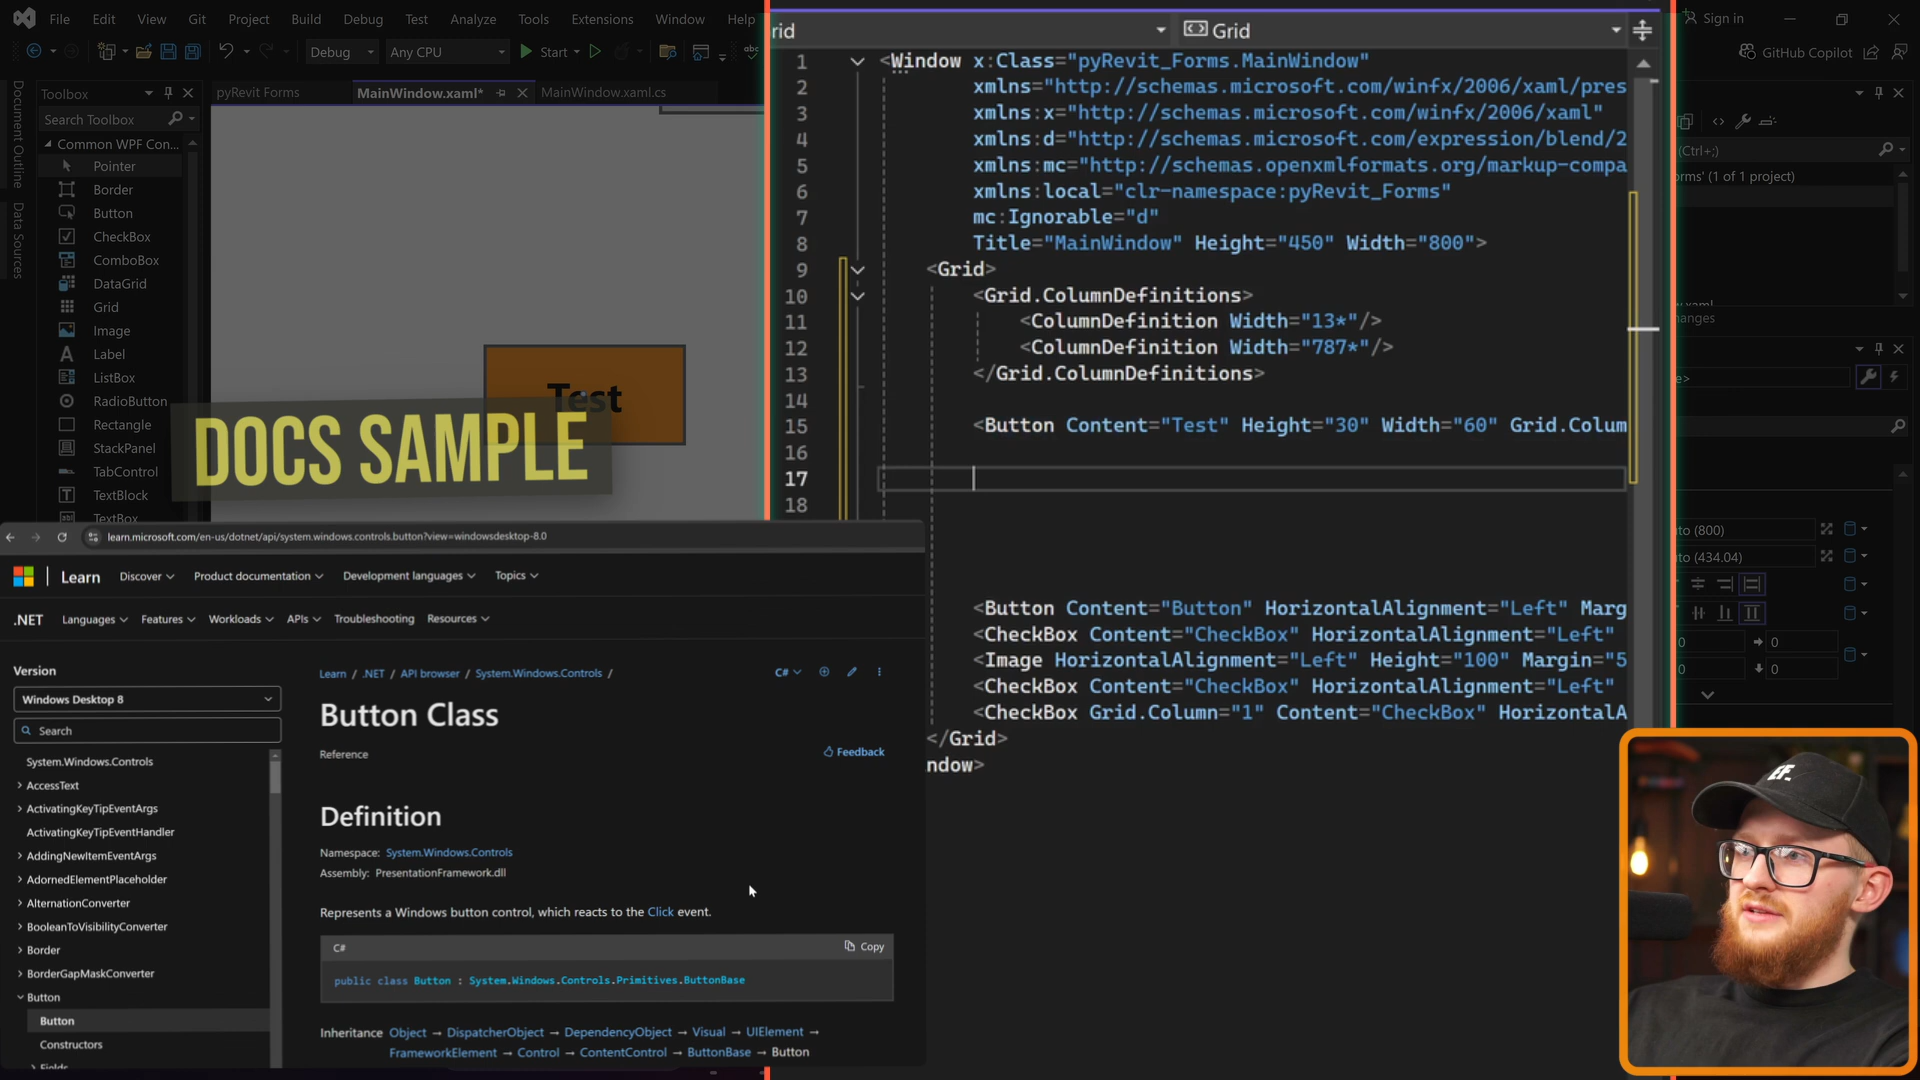 File Edit View Git Project Build Debug Test Analyze Tools Extensions Window Help
Sign in
Debug Any CPU Start
GitHub Copilot
Document Outline
Data Sources
Toolbox
Search Toolbox
Common WPF Con...
Pointer
Border
Button
CheckBox
ComboBox
DataGrid
Grid
Image
Label
ListBox
RadioButton
Rectangle
StackPanel
TabControl
TextBlock
TextBox
pyRevit Forms MainWindow.xaml* MainWindow.xaml.cs
Test
DOCS SAMPLE
rid Grid
1 <Window x:Class="pyRevit_Forms.MainWindow"
2 xmlns="http://schemas.microsoft.com/winfx/2006/xaml/pres
3 xmlns:x="http://schemas.microsoft.com/winfx/2006/xaml"
4 xmlns:d="http://schemas.microsoft.com/expression/blend/2
5 xmlns:mc="http://schemas.openxmlformats.org/markup-compa
6 xmlns:local="clr-namespace:pyRevit_Forms"
7 mc:Ignorable="d"
8 Title="MainWindow" Height="450" Width="800">
9 <Grid>
10 <Grid.ColumnDefinitions>
11 <ColumnDefinition Width="13*"/>
12 <ColumnDefinition Width="787*"/>
13 </Grid.ColumnDefinitions>
14
15 <Button Content="Test" Height="30" Width="60" Grid.Colum
16
17
18
<Button Content="Button" HorizontalAlignment="Left" Marg
<CheckBox Content="CheckBox" HorizontalAlignment="Left"
<Image HorizontalAlignment="Left" Height="100" Margin="5
<CheckBox Content="CheckBox" HorizontalAlignment="Left"
<CheckBox Grid.Column="1" Content="CheckBox" HorizontalA
</Grid>
ndow>
(Ctrl+;)
orms' (1 of 1 project)
anges
to (800)
to (434.04)
0 0
0 0
learn.microsoft.com/en-us/dotnet/api/system.windows.controls.button?view=windowsdesktop-8.0
Learn Discover Product documentation Development languages Topics
.NET Languages Features Workloads APIs Troubleshooting Resources
Version
Windows Desktop 8
Search
System.Windows.Controls
AccessText
ActivatingKeyTipEventArgs
ActivatingKeyTipEventHandler
AddingNewItemEventArgs
AdornedElementPlaceholder
AlternationConverter
BooleanToVisibilityConverter
Border
BorderGapMaskConverter
Button
Button
Constructors
Fields
Learn / .NET / API browser / System.Windows.Controls /
C#
Button Class
Reference
Feedback
Definition
Namespace: System.Windows.Controls
Assembly: PresentationFramework.dll
Represents a Windows button control, which reacts to the Click event.
C# Copy
public class Button : System.Windows.Controls.Primitives.ButtonBase
Inheritance Object → DispatcherObject → DependencyObject → Visual → UIElement →
FrameworkElement → Control → ContentControl → ButtonBase → Button
EF.